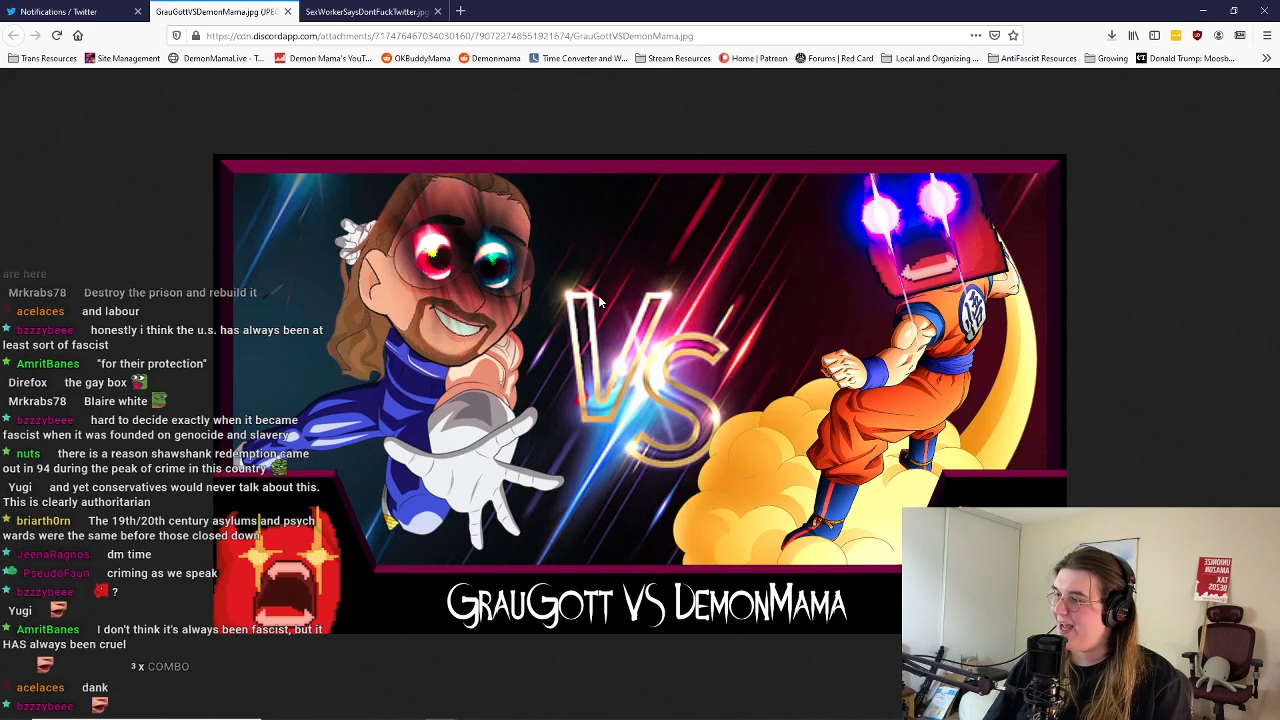 Notifications / Twitter
GrauGottVSDemonMama.jpg (JPEG
SexWorkerSaysDontFuckTwitter.jpg
https://cdn.discordapp.com/attachments/717476467034030160/790722748551921674/GrauGottVSDemonMama.jpg
Trans Resources
Site Management
DemonMamaLive - T...
Demon Mama's YouT...
OKBuddyMama
Demonmama
Time Converter and W...
Stream Resources
Home | Patreon
Forums | Red Card
Local and Organizing ...
AntiFascist Resources
Growing
Donald Trump: Moosb...
are here
Mrkrabs78 Destroy the prison and rebuild it
acelaces and labour
bzzzybeee honestly i think the u.s. has always been at
least sort of fascist
AmritBanes "for their protection"
Direfox the gay box
Mrkrabs78 Blaire white
bzzzybeee hard to decide exactly when it became
fascist when it was founded on genocide and slavery
nuts there is a reason shawshank redemption came
out in 94 during the peak of crime in this country
Yugi and yet conservatives would never talk about this.
This is clearly authoritarian
briarth0rn The 19th/20th century asylums and psych
wards were the same before those closed down
JeenaRagnos dm time
PseudoFaun criming as we speak
bzzzybeee ?
Yugi
AmritBanes I don't think it's always been fascist, but it
HAS always been cruel
3 x COMBO
acelaces dank
bzzzybeee
VS
GrauGott VS DemonMama
UNIONIZE
AMAZON
TAX
BEZOS